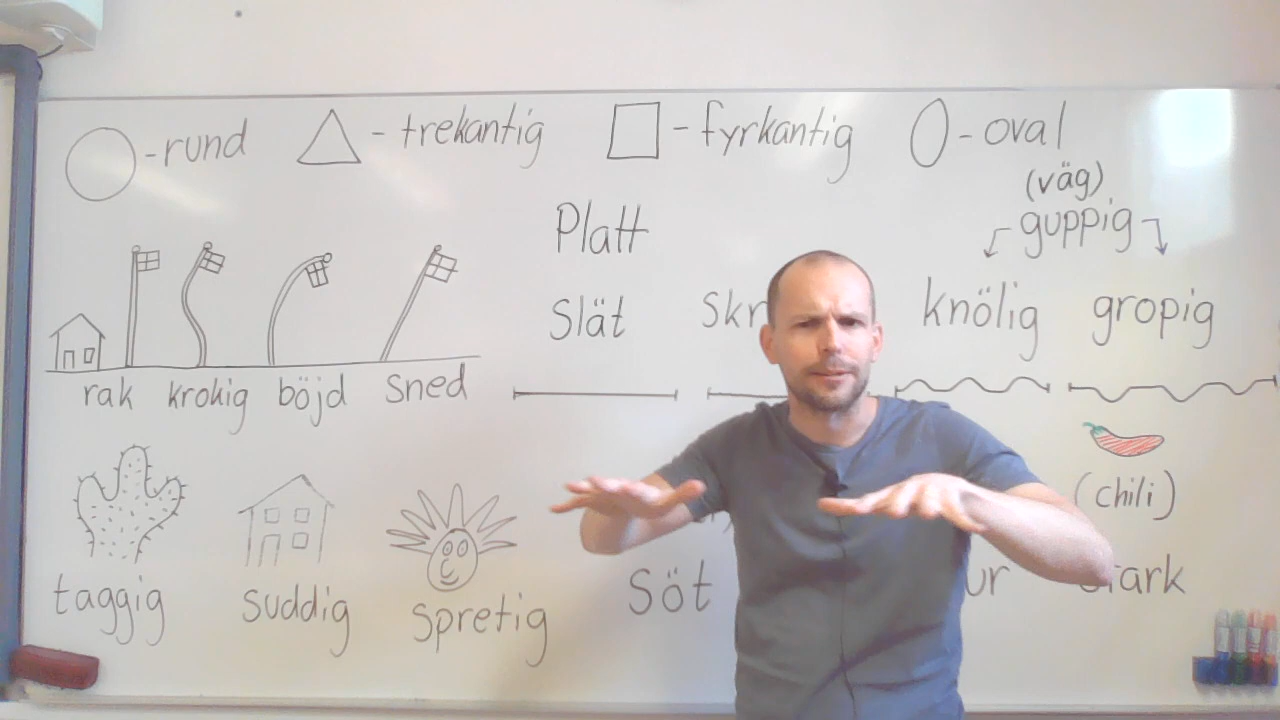 -rund
- trekantig
- fyrkantig
- oval
(väg)
guppig
Platt
Slät
knölig
gropig
rak krokig böjd sned
(chili)
taggig
suddig
spretig
Söt